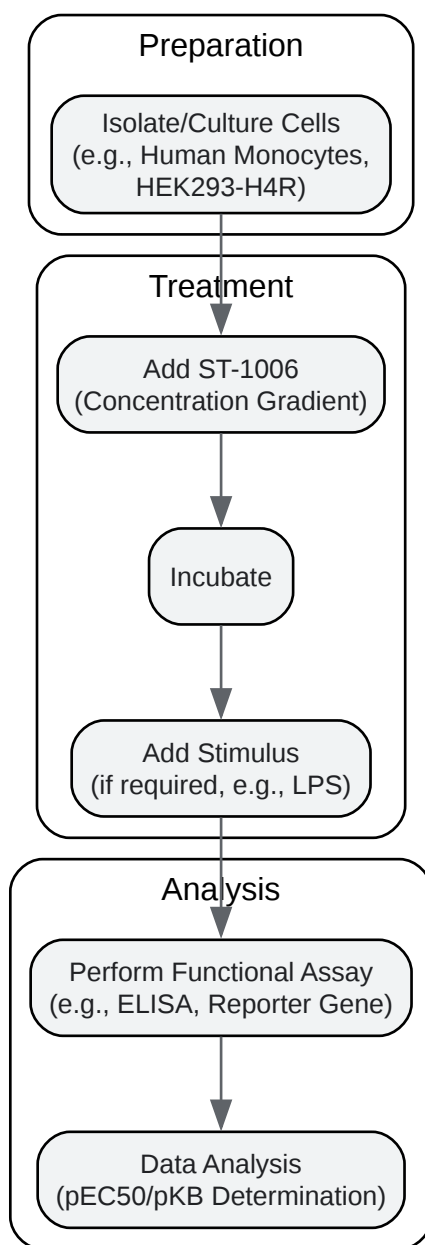 Preparation
Isolate/Culture Cells
(e.g., Human Monocytes,
HEK293-H4R)
Treatment
Add ST-1006
(Concentration Gradient)
Incubate
Add Stimulus
(if required, e.g., LPS)
Analysis
Perform Functional Assay
(e.g., ELISA, Reporter Gene)
Data Analysis
(pEC50/pKB Determination)